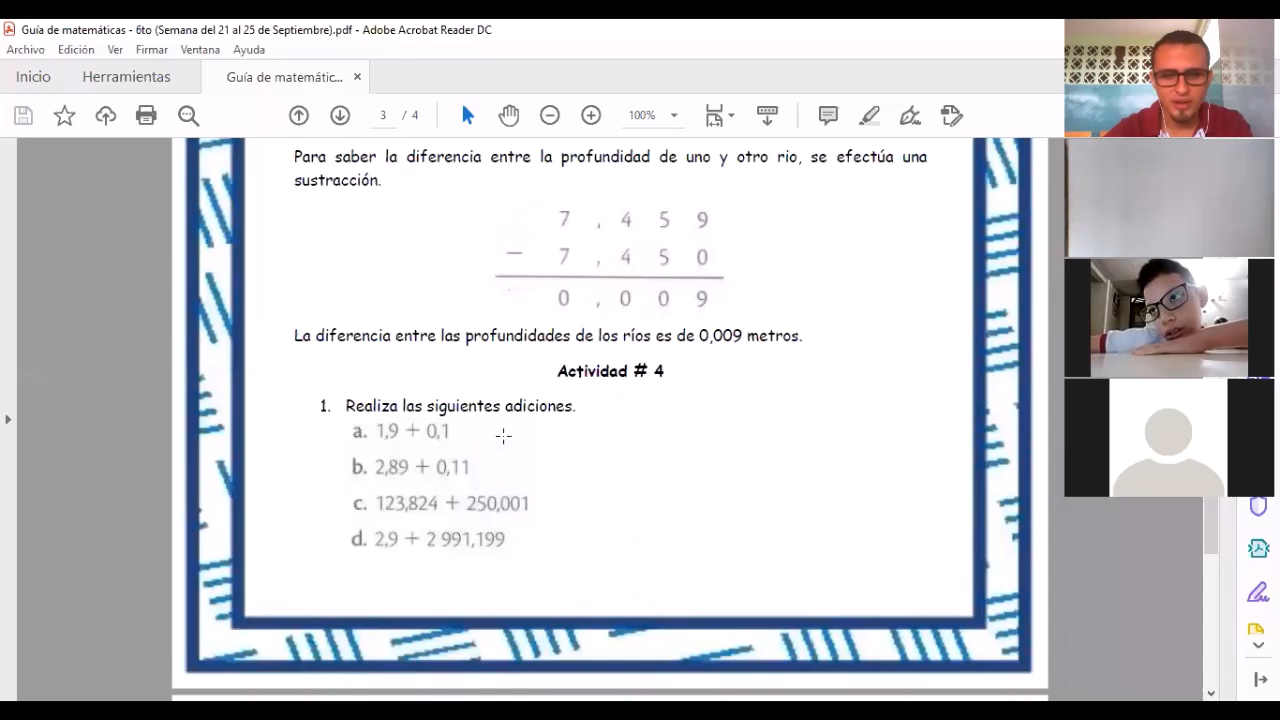 Guía de matemáticas - 6to (Semana del 21 al 25 de Septiembre).pdf - Adobe Acrobat Reader DC
Archivo Edición Ver Firmar Ventana Ayuda
Inicio Herramientas Guía de matemátic... ×
3 / 4 100%
Para saber la diferencia entre la profundidad de uno y otro rio, se efectúa una
sustracción.
7 , 4 5 9
− 7 , 4 5 0
0 , 0 0 9
La diferencia entre las profundidades de los ríos es de 0,009 metros.
Actividad # 4
1. Realiza las siguientes adiciones.
a. 1,9 + 0,1
b. 2,89 + 0,11
c. 123,824 + 250,001
d. 2,9 + 2 991,199